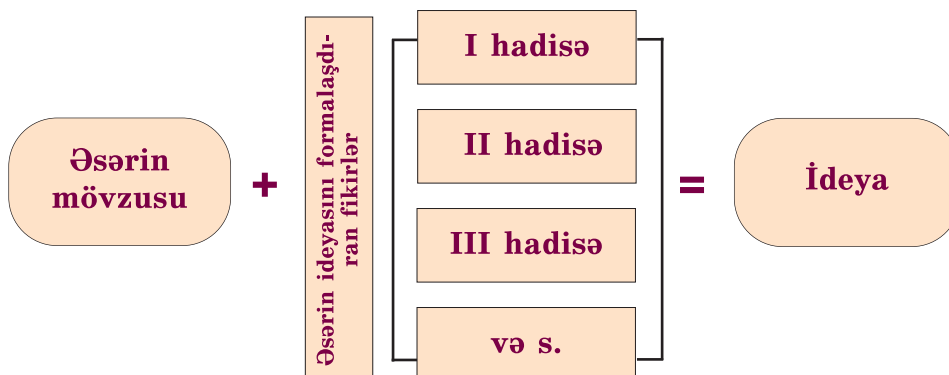 Əsərin
mövzusu
+
Əsərin ideyasını formalaşdı-
ran fikirlər
I hadisə
II hadisə
III hadisə
və s.
=
İdeya